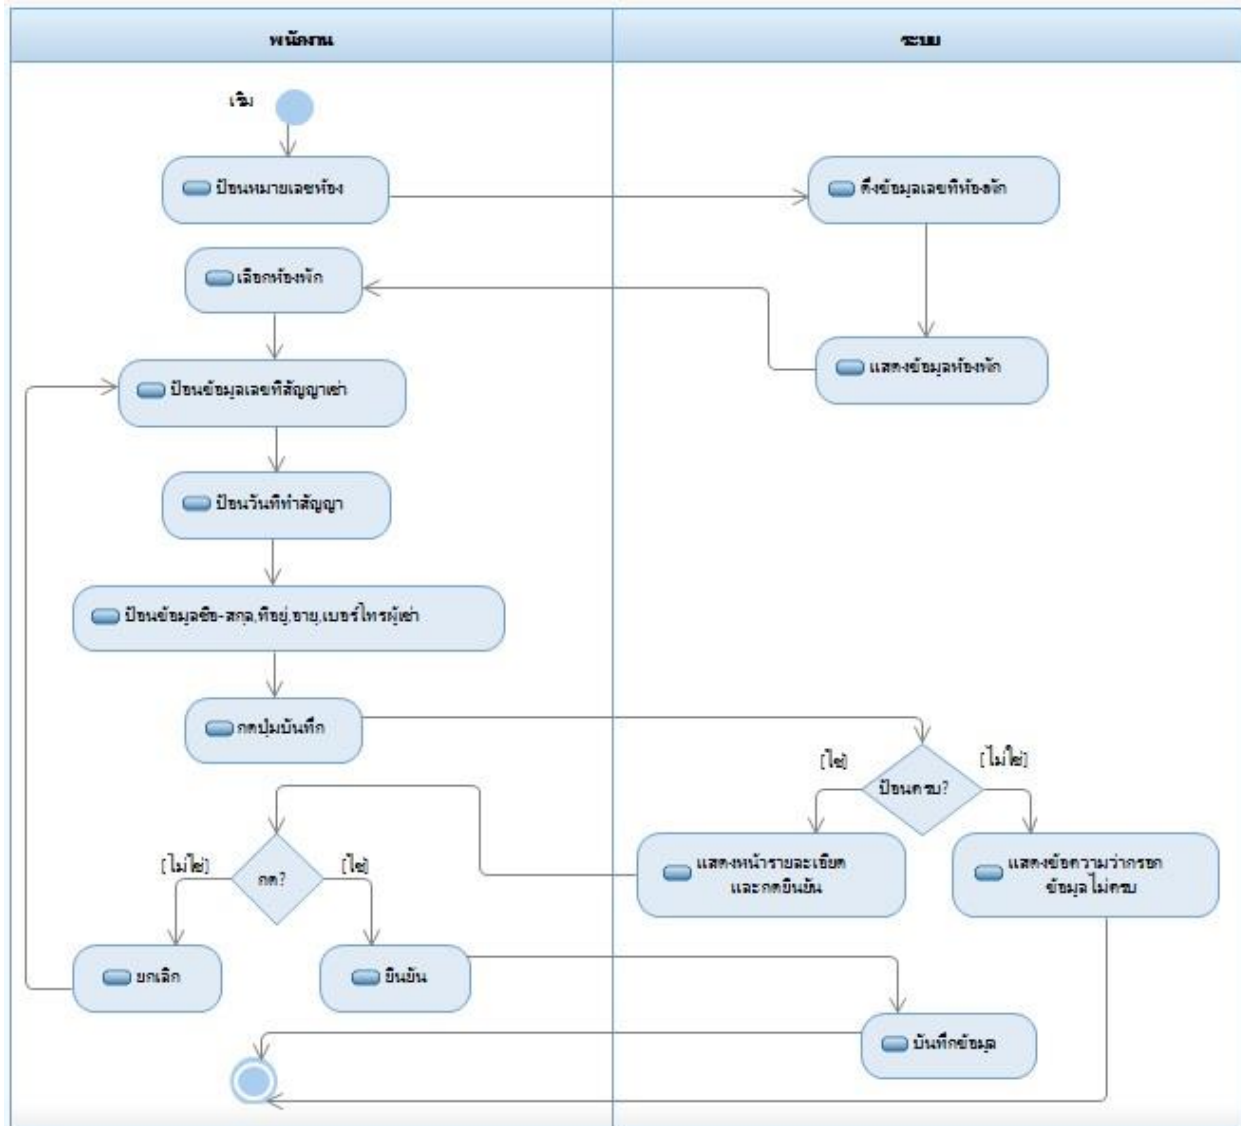 พนักงาน
ระบบ
เริ่ม
ป้อนหมายเลขห้อง
ดึงข้อมูลเลขที่ห้องพัก
เลือกห้องพัก
แสดงข้อมูลห้องพัก
ป้อนข้อมูลเลขที่สัญญาเช่า
ป้อนวันที่ทำสัญญา
ป้อนข้อมูลชื่อ-สกุล,ที่อยู่,อายุ,เบอร์โทรผู้เช่า
กดปุ่มบันทึก
[ใช่]
[ไม่ใช่]
ป้อนครบ?
แสดงหน้ารายละเอียด
และกดยืนยัน
แสดงข้อความว่ากรอก
ข้อมูลไม่ครบ
[ไม่ใช่]
[ใช่]
กด?
ยกเลิก
ยืนยัน
บันทึกข้อมูล